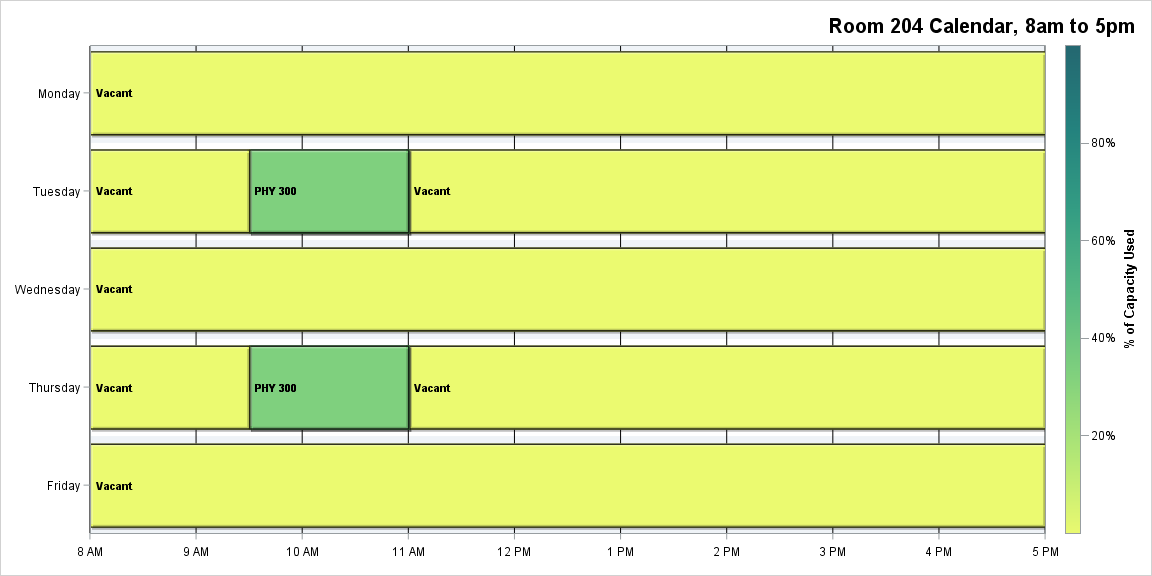 Room 204 Calendar, 8am to 5pm
Monday
Vacant
Tuesday
Vacant
PHY 300
Vacant
Wednesday
Vacant
Thursday
Vacant
PHY 300
Vacant
Friday
Vacant
8 AM
9 AM
10 AM
11 AM
12 PM
1 PM
2 PM
3 PM
4 PM
5 PM
80%
60%
40%
20%
% of Capacity Used